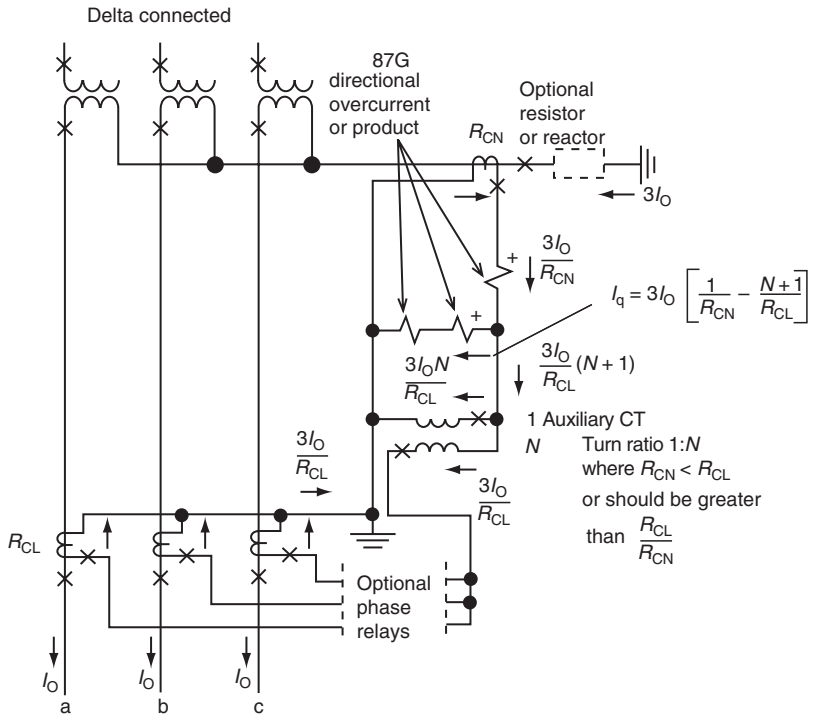 Delta connected
87G
directional
overcurrent
or product
R_CN
Optional
resistor
or reactor
3I_O
+
3I_O / R_CN
I_q = 3I_O [ 1/R_CN − (N + 1)/R_CL ]
+
3I_O N / R_CL
3I_O / R_CL (N + 1)
1 Auxiliary CT
N Turn ratio 1:N
where R_CN < R_CL
or should be greater
than R_CL / R_CN
3I_O / R_CL
3I_O / R_CL
R_CL
Optional
phase
relays
I_O I_O I_O
a b c